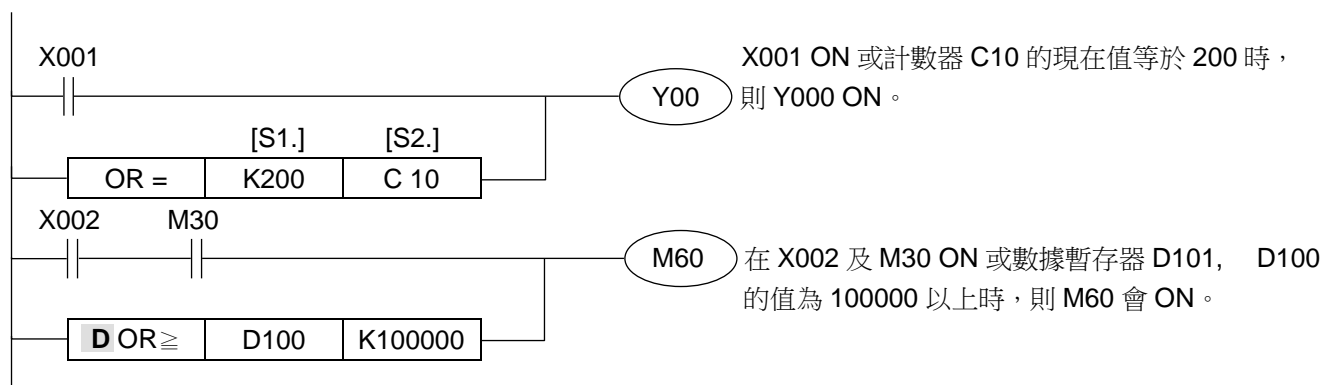 X001
X001 ON 或計數器 C10 的現在值等於 200 時，
Y00
則 Y000 ON。
[S1.] [S2.]
OR = K200 C 10
X002 M30
M60
在 X002 及 M30 ON 或數據暫存器 D101, D100
的值為 100000 以上時，則 M60 會 ON。
D OR≧ D100 K100000